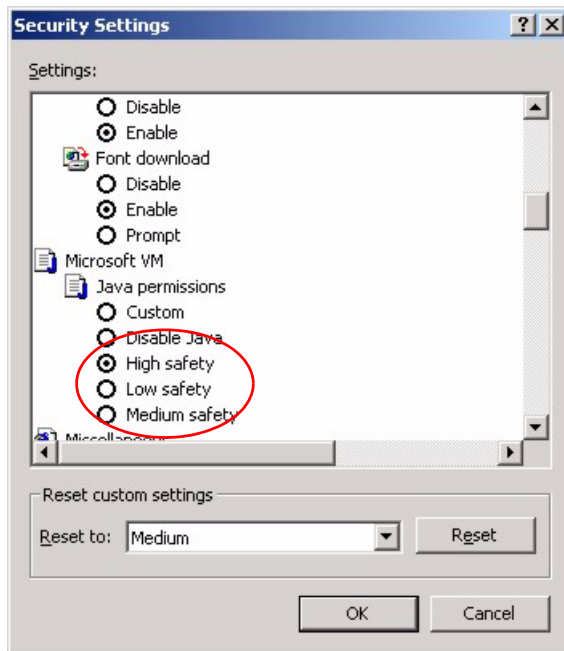 Security Settings
Settings:
Disable
Enable
Font download
Disable
Enable
Prompt
Microsoft VM
Java permissions
Custom
Disable Java
High safety
Low safety
Medium safety
Miscellaneous
Reset custom settings
Reset to: Medium Reset
OK Cancel